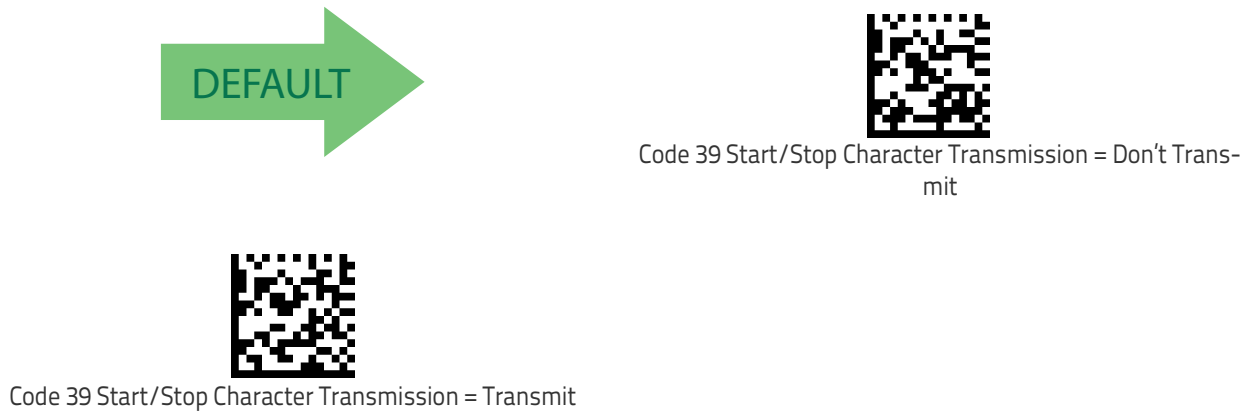 DEFAULT
Code 39 Start/Stop Character Transmission = Don’t Trans-
mit
Code 39 Start/Stop Character Transmission = Transmit